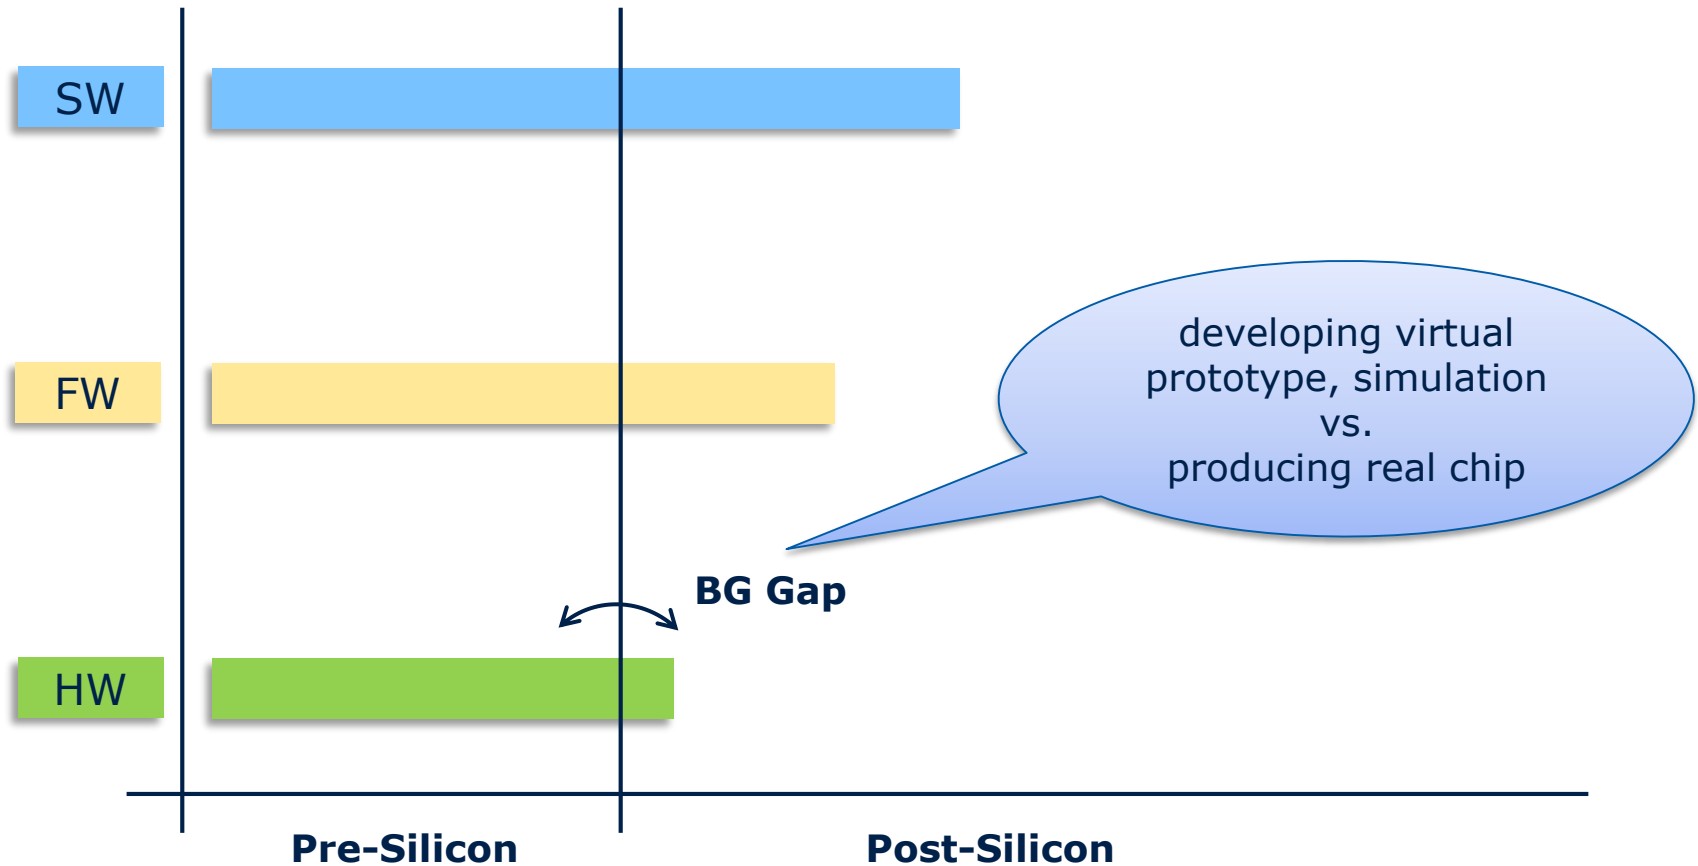 SW
FW
developing virtual
prototype, simulation
vs.
producing real chip
BG Gap
HW
Pre-Silicon
Post-Silicon